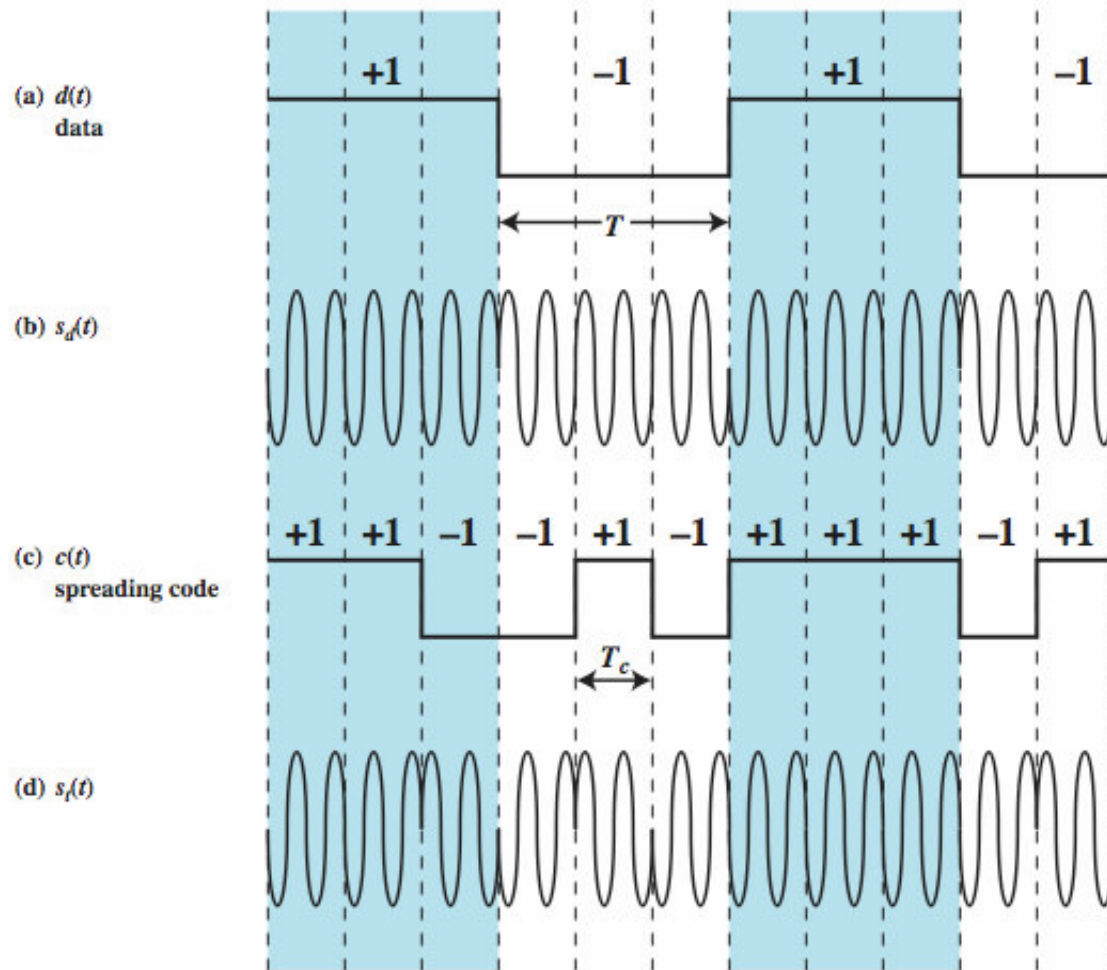 +1 −1 +1 −1
(a) d(t)
data
T
(b) s_d(t)
+1 +1 −1 −1 +1 −1 +1 +1 +1 −1 +1
(c) c(t)
spreading code
T_c
(d) s_t(t)